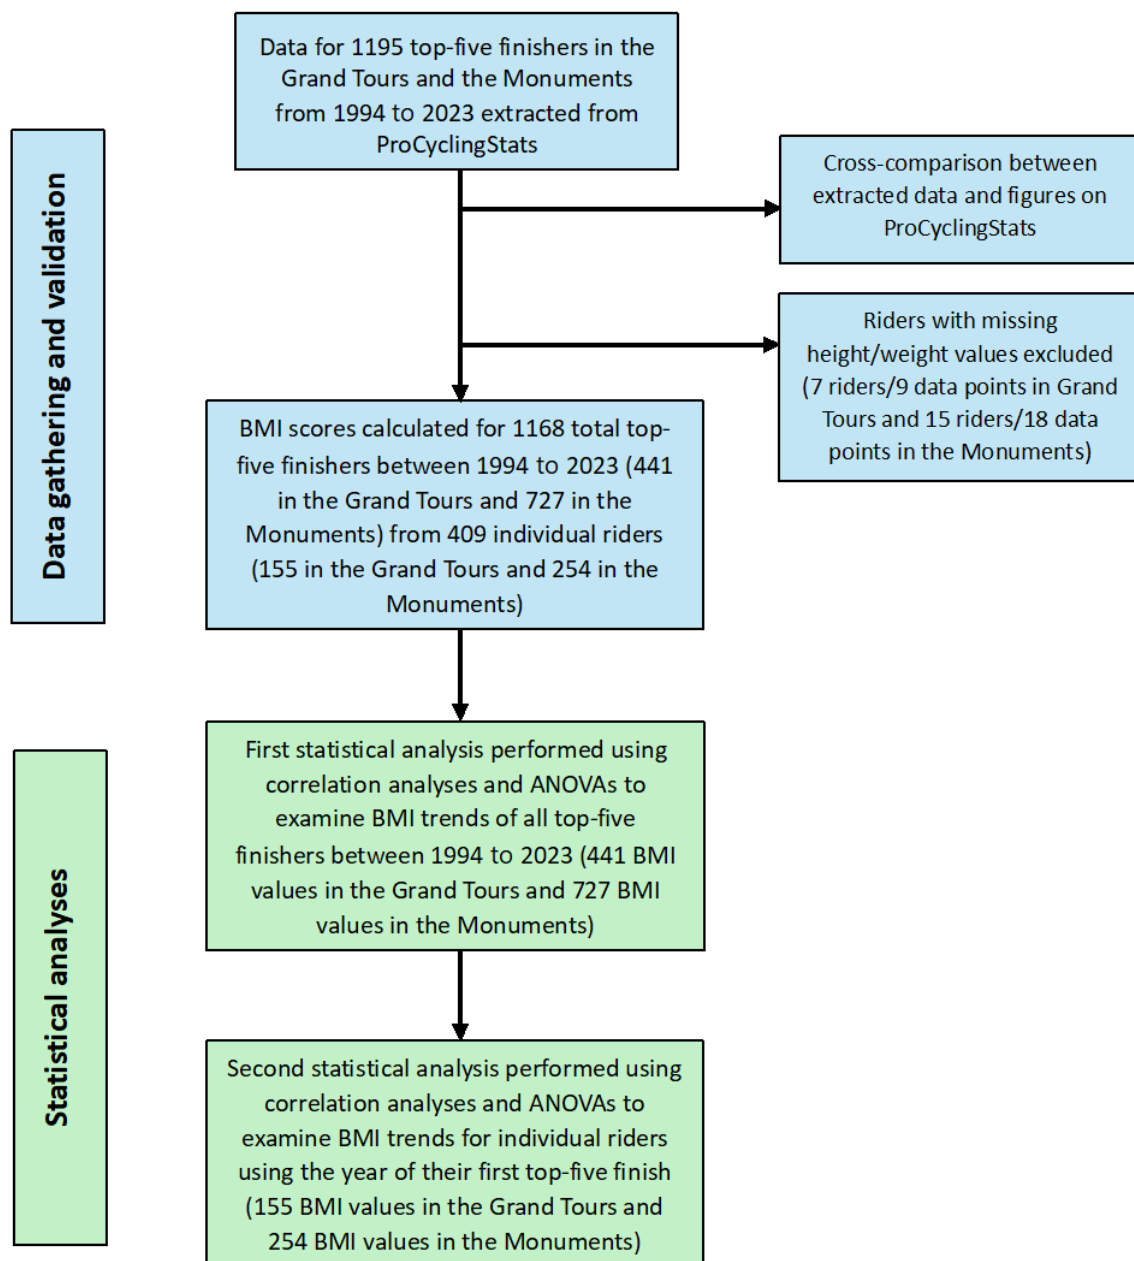 Data for 1195 top-five finishers in the
Grand Tours and the Monuments
from 1994 to 2023 extracted from
ProCyclingStats
Data gathering and validation
Cross-comparison between
extracted data and figures on
ProCyclingStats
Riders with missing
height/weight values excluded
(7 riders/9 data points in Grand
Tours and 15 riders/18 data
points in the Monuments)
BMI scores calculated for 1168 total top-
five finishers between 1994 to 2023 (441
in the Grand Tours and 727 in the
Monuments) from 409 individual riders
(155 in the Grand Tours and 254 in the
Monuments)
Statistical analyses
First statistical analysis performed using
correlation analyses and ANOVAs to
examine BMI trends of all top-five
finishers between 1994 to 2023 (441 BMI
values in the Grand Tours and 727 BMI
values in the Monuments)
Second statistical analysis performed using
correlation analyses and ANOVAs to
examine BMI trends for individual riders
using the year of their first top-five finish
(155 BMI values in the Grand Tours and
254 BMI values in the Monuments)